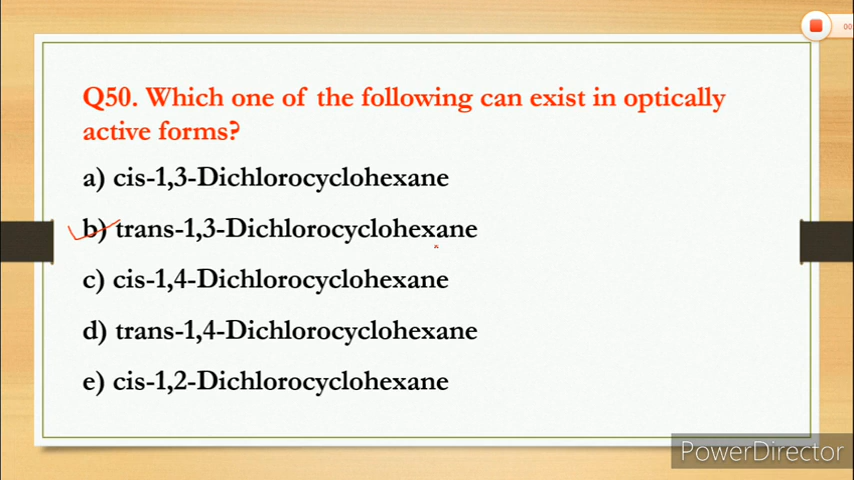 00
Q50. Which one of the following can exist in optically
active forms?
a) cis-1,3-Dichlorocyclohexane
b) trans-1,3-Dichlorocyclohexane
c) cis-1,4-Dichlorocyclohexane
d) trans-1,4-Dichlorocyclohexane
e) cis-1,2-Dichlorocyclohexane
PowerDirector